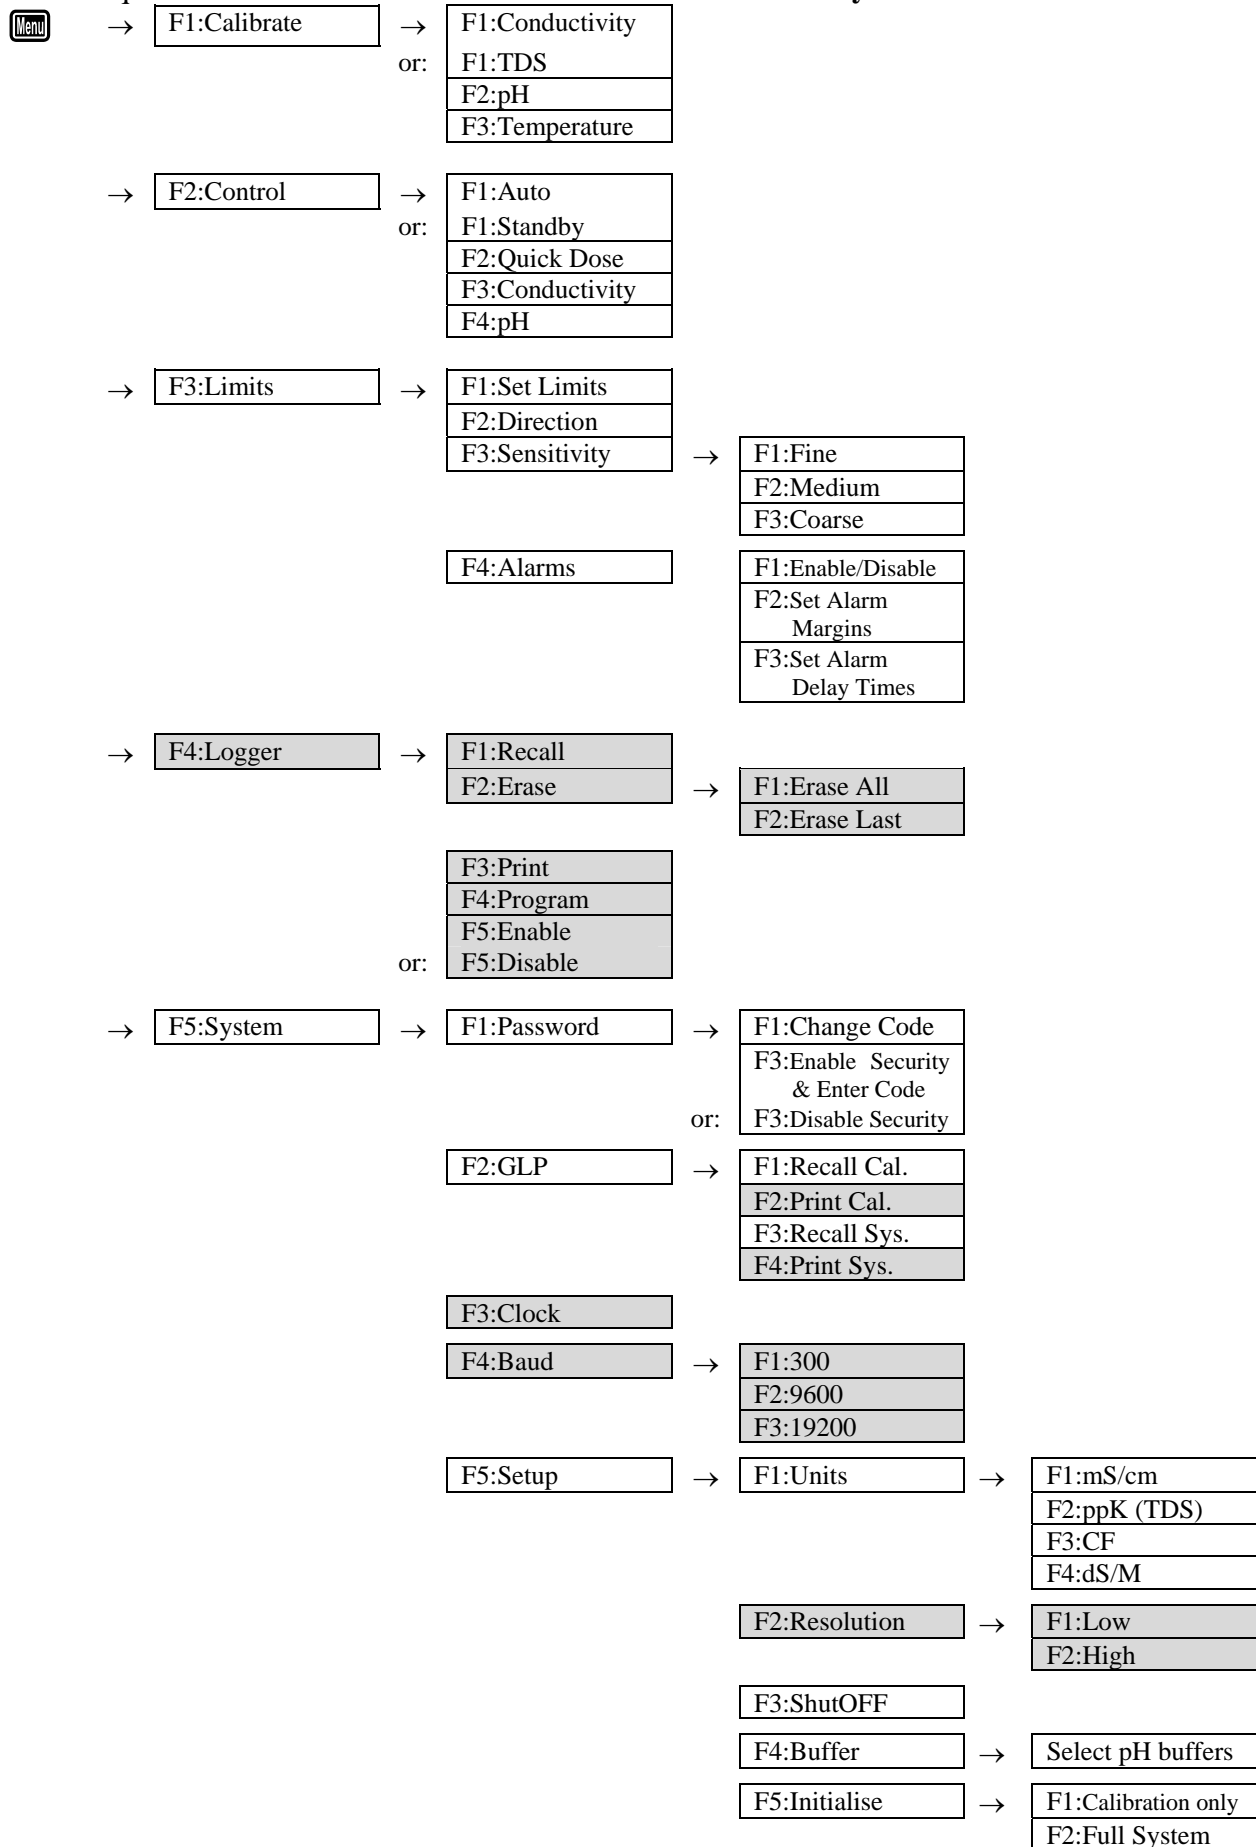 Menu → F1:Calibrate → F1:Conductivity
or: F1:TDS
F2:pH
F3:Temperature
→ F2:Control → F1:Auto
or: F1:Standby
F2:Quick Dose
F3:Conductivity
F4:pH
→ F3:Limits → F1:Set Limits
F2:Direction
F3:Sensitivity → F1:Fine
F2:Medium
F3:Coarse
F4:Alarms F1:Enable/Disable
F2:Set Alarm
Margins
F3:Set Alarm
Delay Times
→ F4:Logger → F1:Recall
F2:Erase → F1:Erase All
F2:Erase Last
F3:Print
F4:Program
F5:Enable
or: F5:Disable
→ F5:System → F1:Password → F1:Change Code
F3:Enable Security
& Enter Code
or: F3:Disable Security
F2:GLP → F1:Recall Cal.
F2:Print Cal.
F3:Recall Sys.
F4:Print Sys.
F3:Clock
F4:Baud → F1:300
F2:9600
F3:19200
F5:Setup → F1:Units → F1:mS/cm
F2:ppK (TDS)
F3:CF
F4:dS/M
F2:Resolution → F1:Low
F2:High
F3:ShutOFF
F4:Buffer → Select pH buffers
F5:Initialise → F1:Calibration only
F2:Full System